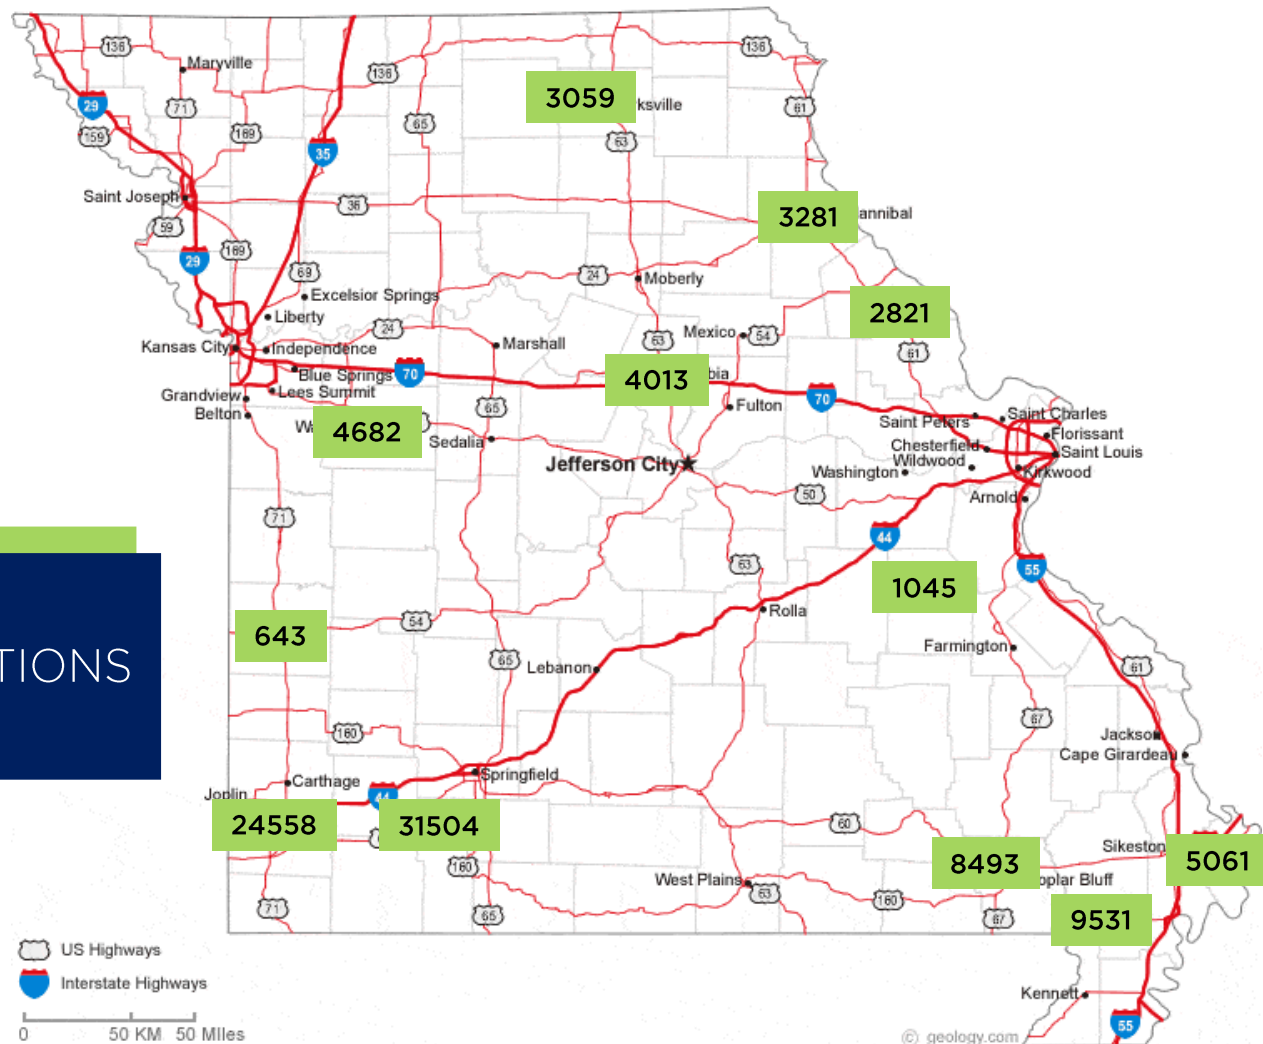 136
136
Maryville
136
29
71
159
169
65
3059
ksville
61
63
35
Saint Joseph
36
59
3281
annibal
169
29
69
24
Moberly
Excelsior Springs
Liberty
24
2821
Mexico
54
63
61
Kansas City
Independence
Marshall
Blue Springs
70
4013
bia
70
Grandview
Lees Summit
Belton
65
Fulton
Saint Peters
Saint Charles
Florissant
W
4682
Sedalia
Chesterfield
Saint Louis
Wildwood
Kirkwood
Jefferson City
Washington
50
Arnold
71
44
63
55
1045
Rolla
643
54
Farmington
TIONS
65
Lebanon
61
67
160
Jackson
Cape Girardeau
Springfield
Carthage
Joplin
44
24558
31504
60
Sikeston
5061
160
8493
oplar Bluff
West Plains
63
160
71
65
67
9531
US Highways
Interstate Highways
Kennett
55
0 50 KM 50 Miles
© geology.com